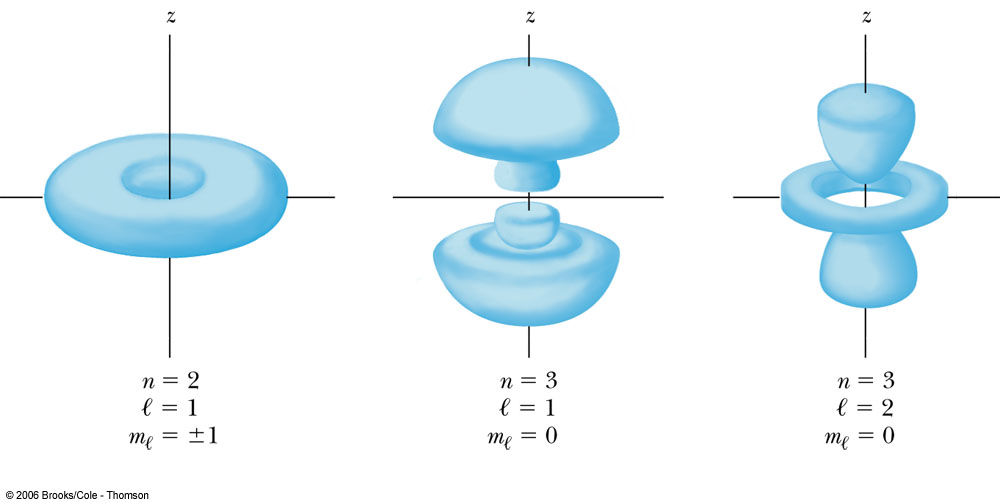 z
z
z
n = 2
ℓ = 1
mℓ = ±1
n = 3
ℓ = 1
mℓ = 0
n = 3
ℓ = 2
mℓ = 0
© 2006 Brooks/Cole - Thomson